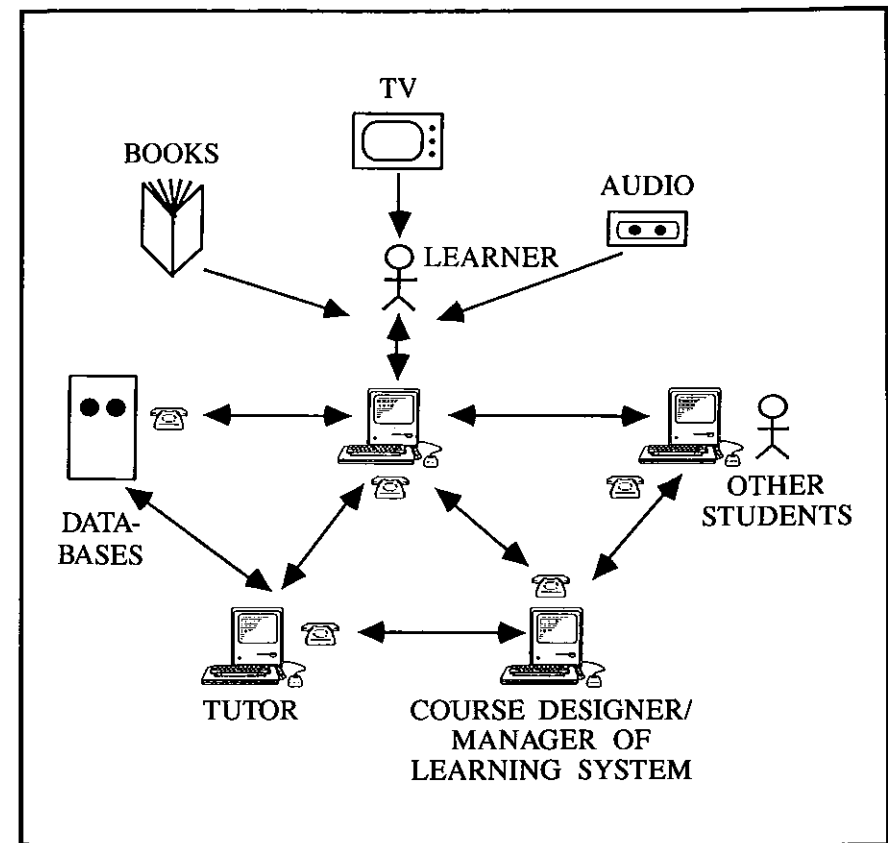 TV
BOOKS
AUDIO
LEARNER
DATA-
BASES
OTHER
STUDENTS
TUTOR
COURSE DESIGNER/
MANAGER OF
LEARNING SYSTEM